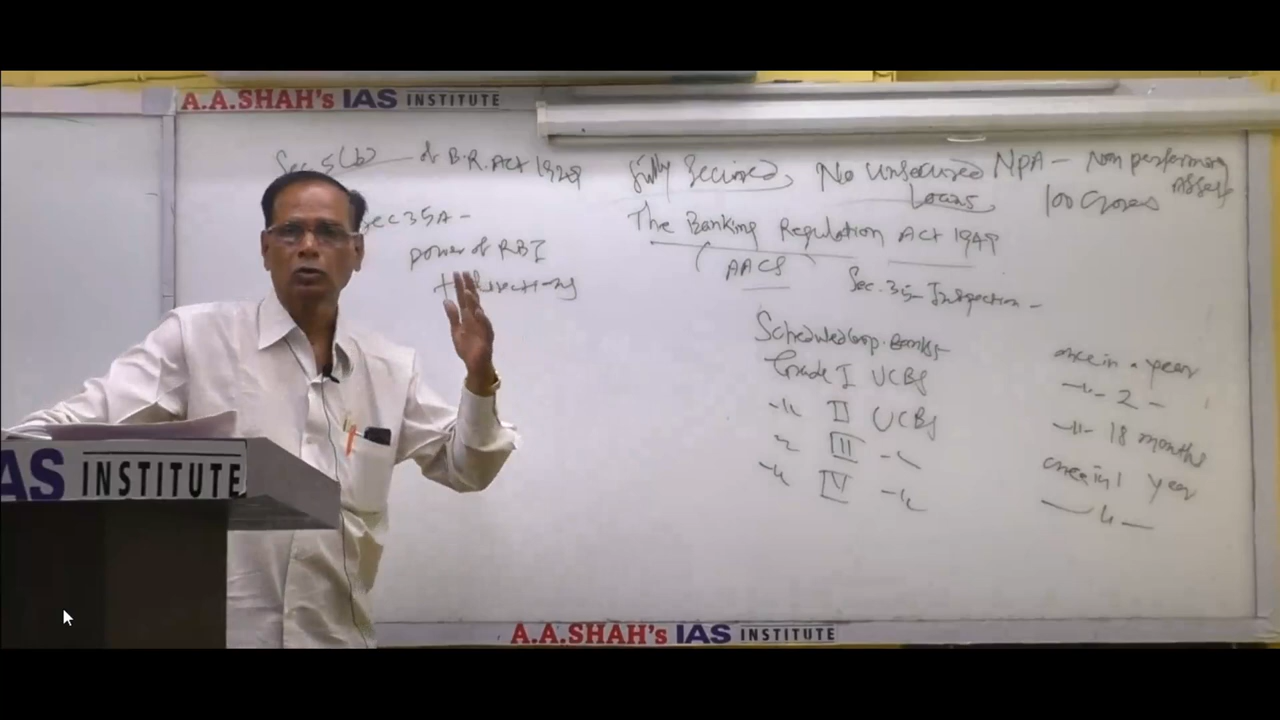 A.A.SHAH's IAS INSTITUTE
Sec 5(b) — of B.R. Act 1949
Sec 35A -
power of RBI
Fully Secured, No Unsecured Loans,
NPA - Non performing Assets
100 Crores
The Banking Regulation Act 1949
(AACS)
Sec. 35 Inspection -
Scheduled Cop. Banks once in a year
Grade I UCBs -"- 2 -
-"- II UCBs -"- 18 months
" III -"- once in 1 year
-"- IV -"- -"-
IAS INSTITUTE
A.A.SHAH's IAS INSTITUTE